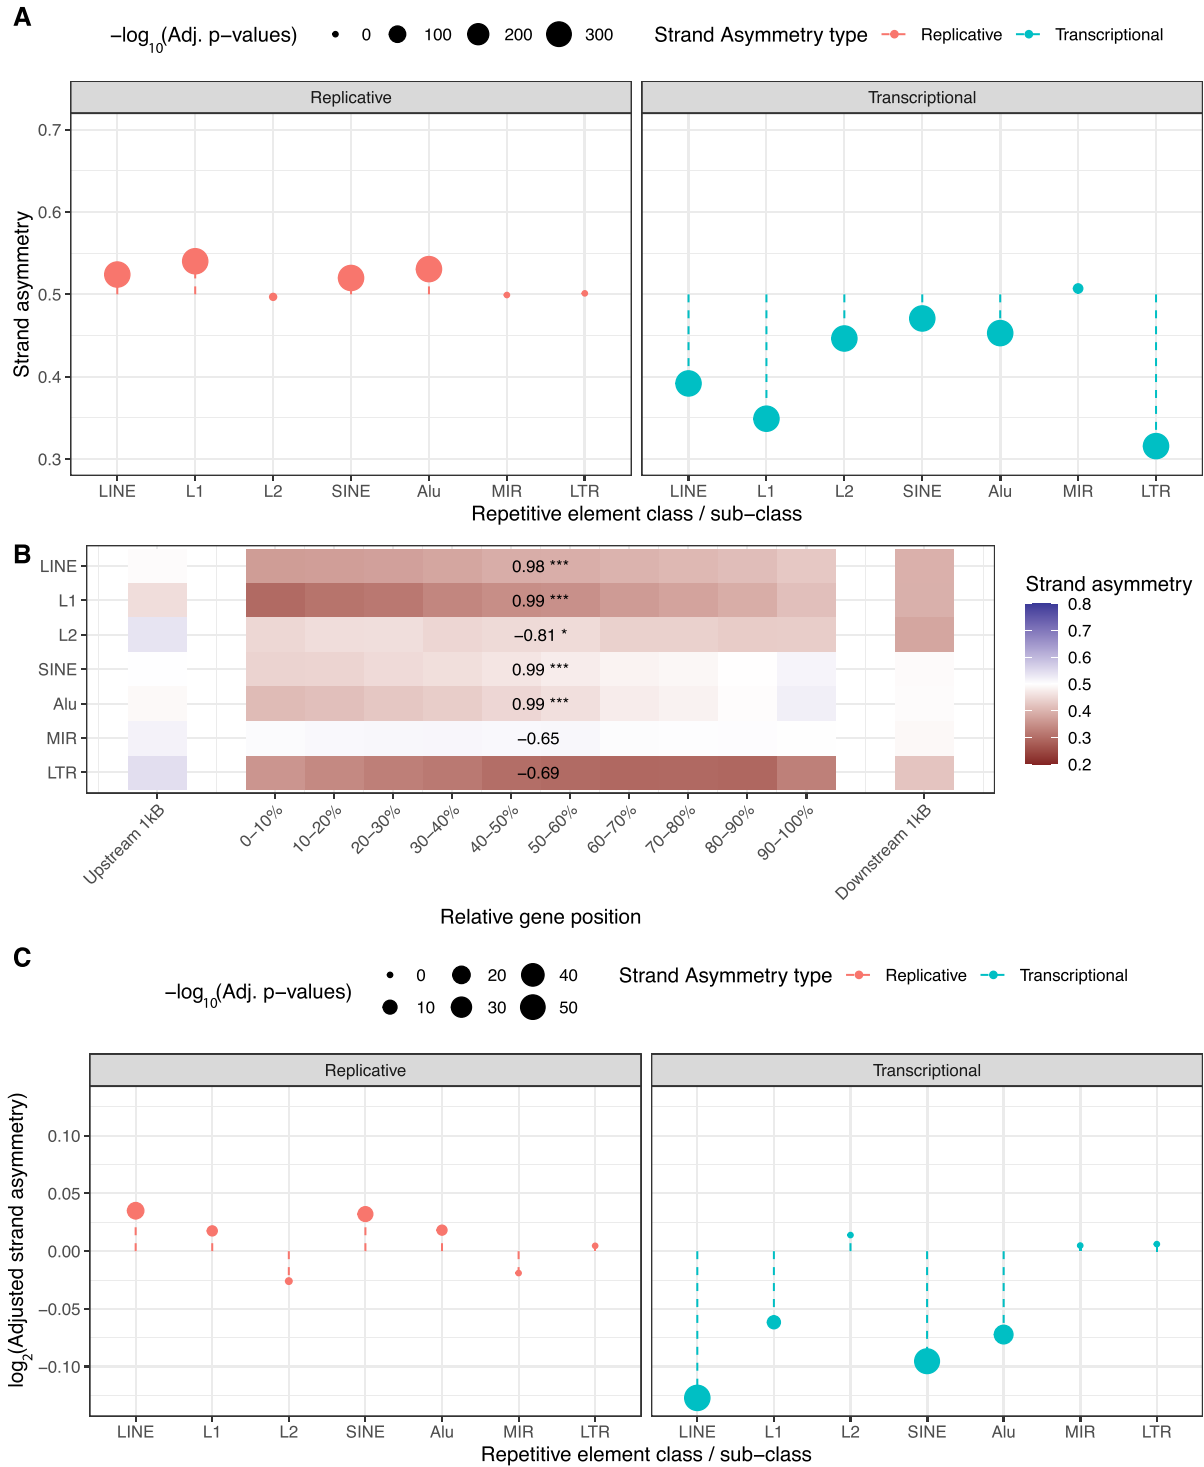 A
−log10(Adj. p−values) 0 100 200 300 Strand Asymmetry type Replicative Transcriptional
Replicative Transcriptional
Strand asymmetry
0.7
0.6
0.5
0.4
0.3
LINE L1 L2 SINE Alu MIR LTR LINE L1 L2 SINE Alu MIR LTR
Repetitive element class / sub−class
B
LINE 0.98 ***
L1 0.99 ***
L2 −0.81 *
SINE 0.99 ***
Alu 0.99 ***
MIR −0.65
LTR −0.69
Upstream 1kB 0−10% 10−20% 20−30% 30−40% 40−50% 50−60% 60−70% 70−80% 80−90% 90−100% Downstream 1kB
Relative gene position
Strand asymmetry
0.8
0.7
0.6
0.5
0.4
0.3
0.2
C
−log10(Adj. p−values) 0 20 40 Strand Asymmetry type Replicative Transcriptional
10 30 50
Replicative Transcriptional
log2(Adjusted strand asymmetry)
0.10
0.05
0.00
−0.05
−0.10
LINE L1 L2 SINE Alu MIR LTR LINE L1 L2 SINE Alu MIR LTR
Repetitive element class / sub−class